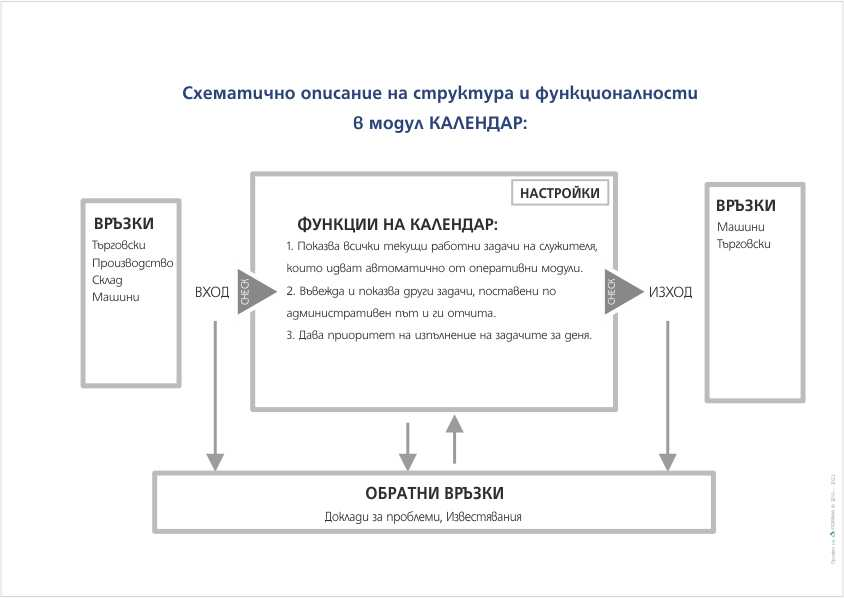 Схематично описание на структура и функционалности
в модул КАЛЕНДАР:
НАСТРОЙКИ
ВРЪЗКИ
Търговски
Производство
Склад
Машини
ВХОД
CHECK
ФУНКЦИИ НА КАЛЕНДАР:
1. Показва всички текущи работни задачи на служителя,
които идват автоматично от оперативни модули.
2. Въвежда и показва други задачи, поставени по
административен път и ги отчита.
3. Дава приоритет на изпълнение на задачите за деня.
CHECK
ИЗХОД
ВРЪЗКИ
Машини
Търговски
ОБРАТНИ ВРЪЗКИ
Доклади за проблеми, Известявания